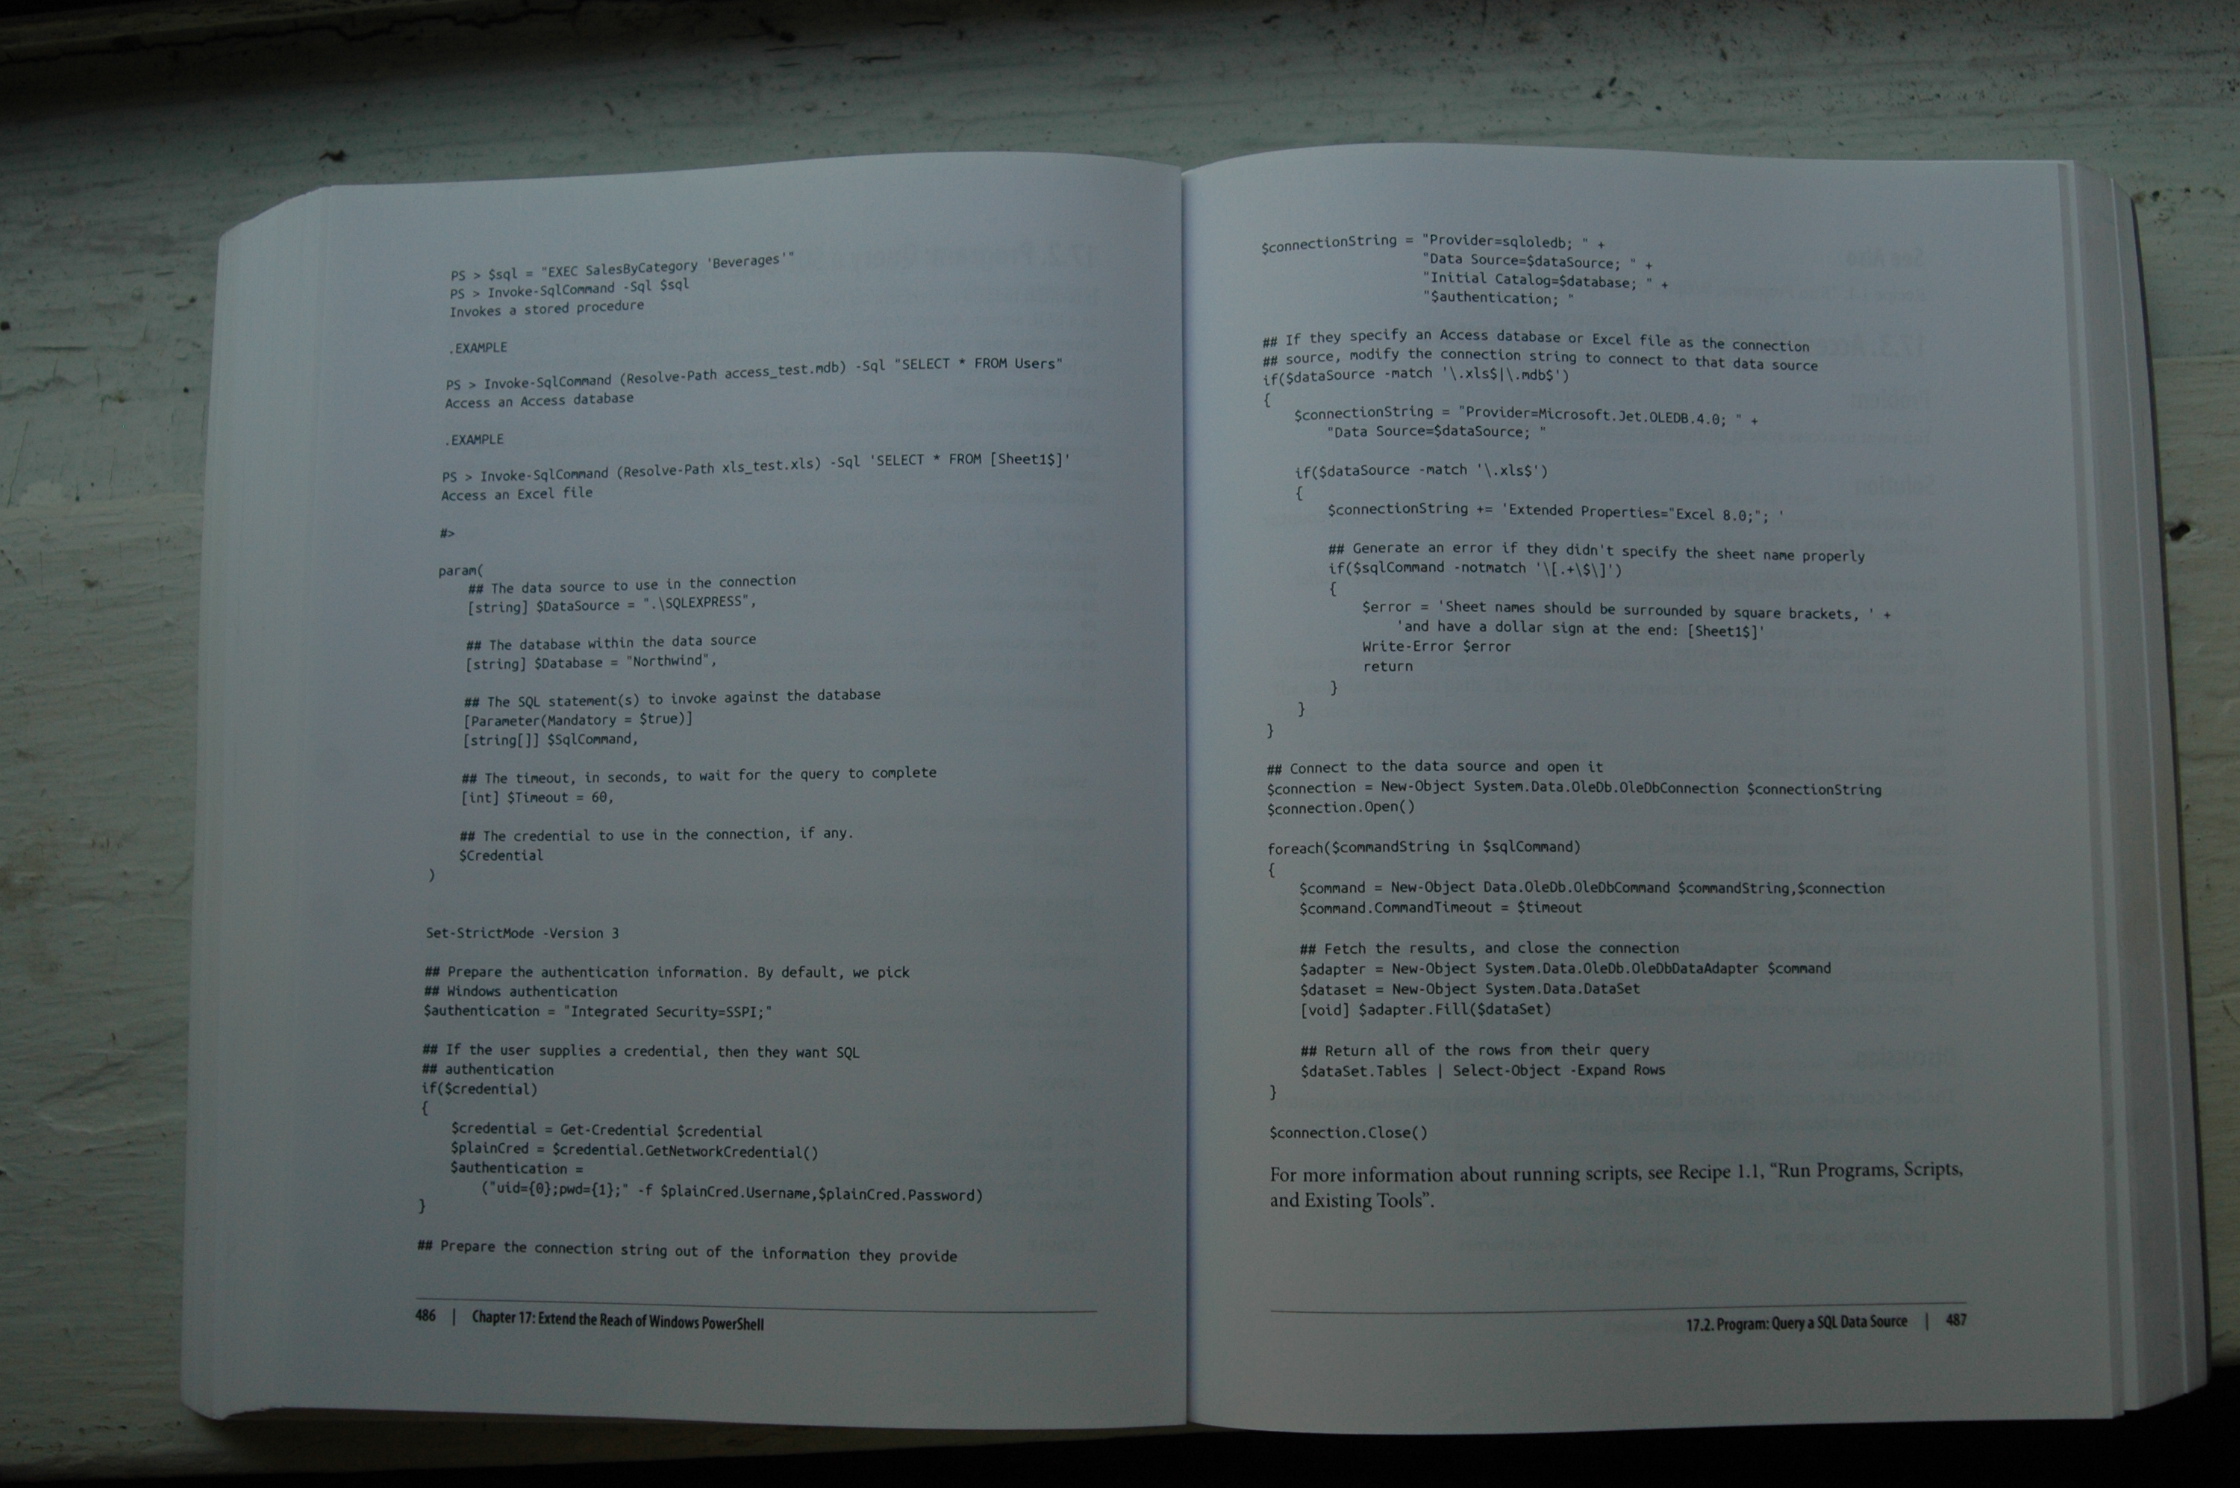 PS > $sql = "EXEC SalesByCategory 'Beverages'"
PS > Invoke-SqlCommand -Sql $sql
Invokes a stored procedure
.EXAMPLE
PS > Invoke-SqlCommand (Resolve-Path access_test.mdb) -Sql "SELECT * FROM Users"
Access an Access database
.EXAMPLE
PS > Invoke-SqlCommand (Resolve-Path xls_test.xls) -Sql 'SELECT * FROM [Sheet1$]'
Access an Excel file
#>
param(
## The data source to use in the connection
[string] $DataSource = ".\SQLEXPRESS",
## The database within the data source
[string] $Database = "Northwind",
## The SQL statement(s) to invoke against the database
[Parameter(Mandatory = $true)]
[string[]] $SqlCommand,
## The timeout, in seconds, to wait for the query to complete
[int] $Timeout = 60,
## The credential to use in the connection, if any.
$Credential
)
Set-StrictMode -Version 3
## Prepare the authentication information. By default, we pick
## Windows authentication
$authentication = "Integrated Security=SSPI;"
## If the user supplies a credential, then they want SQL
## authentication
if($credential)
{
$credential = Get-Credential $credential
$plainCred = $credential.GetNetworkCredential()
$authentication =
("uid={0};pwd={1};" -f $plainCred.Username,$plainCred.Password)
}
## Prepare the connection string out of the information they provide
486 | Chapter 17: Extend the Reach of Windows PowerShell
$connectionString = "Provider=sqloledb; " +
"Data Source=$dataSource; " +
"Initial Catalog=$database; " +
"$authentication; "
## If they specify an Access database or Excel file as the connection
## source, modify the connection string to connect to that data source
if($dataSource -match '\.xls$|\.mdb$')
{
$connectionString = "Provider=Microsoft.Jet.OLEDB.4.0; " +
"Data Source=$dataSource; "
if($dataSource -match '\.xls$')
{
$connectionString += 'Extended Properties="Excel 8.0;"; '
## Generate an error if they didn't specify the sheet name properly
if($sqlCommand -notmatch '\[.+\$\]')
{
$error = 'Sheet names should be surrounded by square brackets, ' +
'and have a dollar sign at the end: [Sheet1$]'
Write-Error $error
return
}
}
}
## Connect to the data source and open it
$connection = New-Object System.Data.OleDb.OleDbConnection $connectionString
$connection.Open()
foreach($commandString in $sqlCommand)
{
$command = New-Object Data.OleDb.OleDbCommand $commandString,$connection
$command.CommandTimeout = $timeout
## Fetch the results, and close the connection
$adapter = New-Object System.Data.OleDb.OleDbDataAdapter $command
$dataset = New-Object System.Data.DataSet
[void] $adapter.Fill($dataSet)
## Return all of the rows from their query
$dataSet.Tables | Select-Object -Expand Rows
}
$connection.Close()
For more information about running scripts, see Recipe 1.1, “Run Programs, Scripts,
and Existing Tools”.
17.2. Program: Query a SQL Data Source | 487